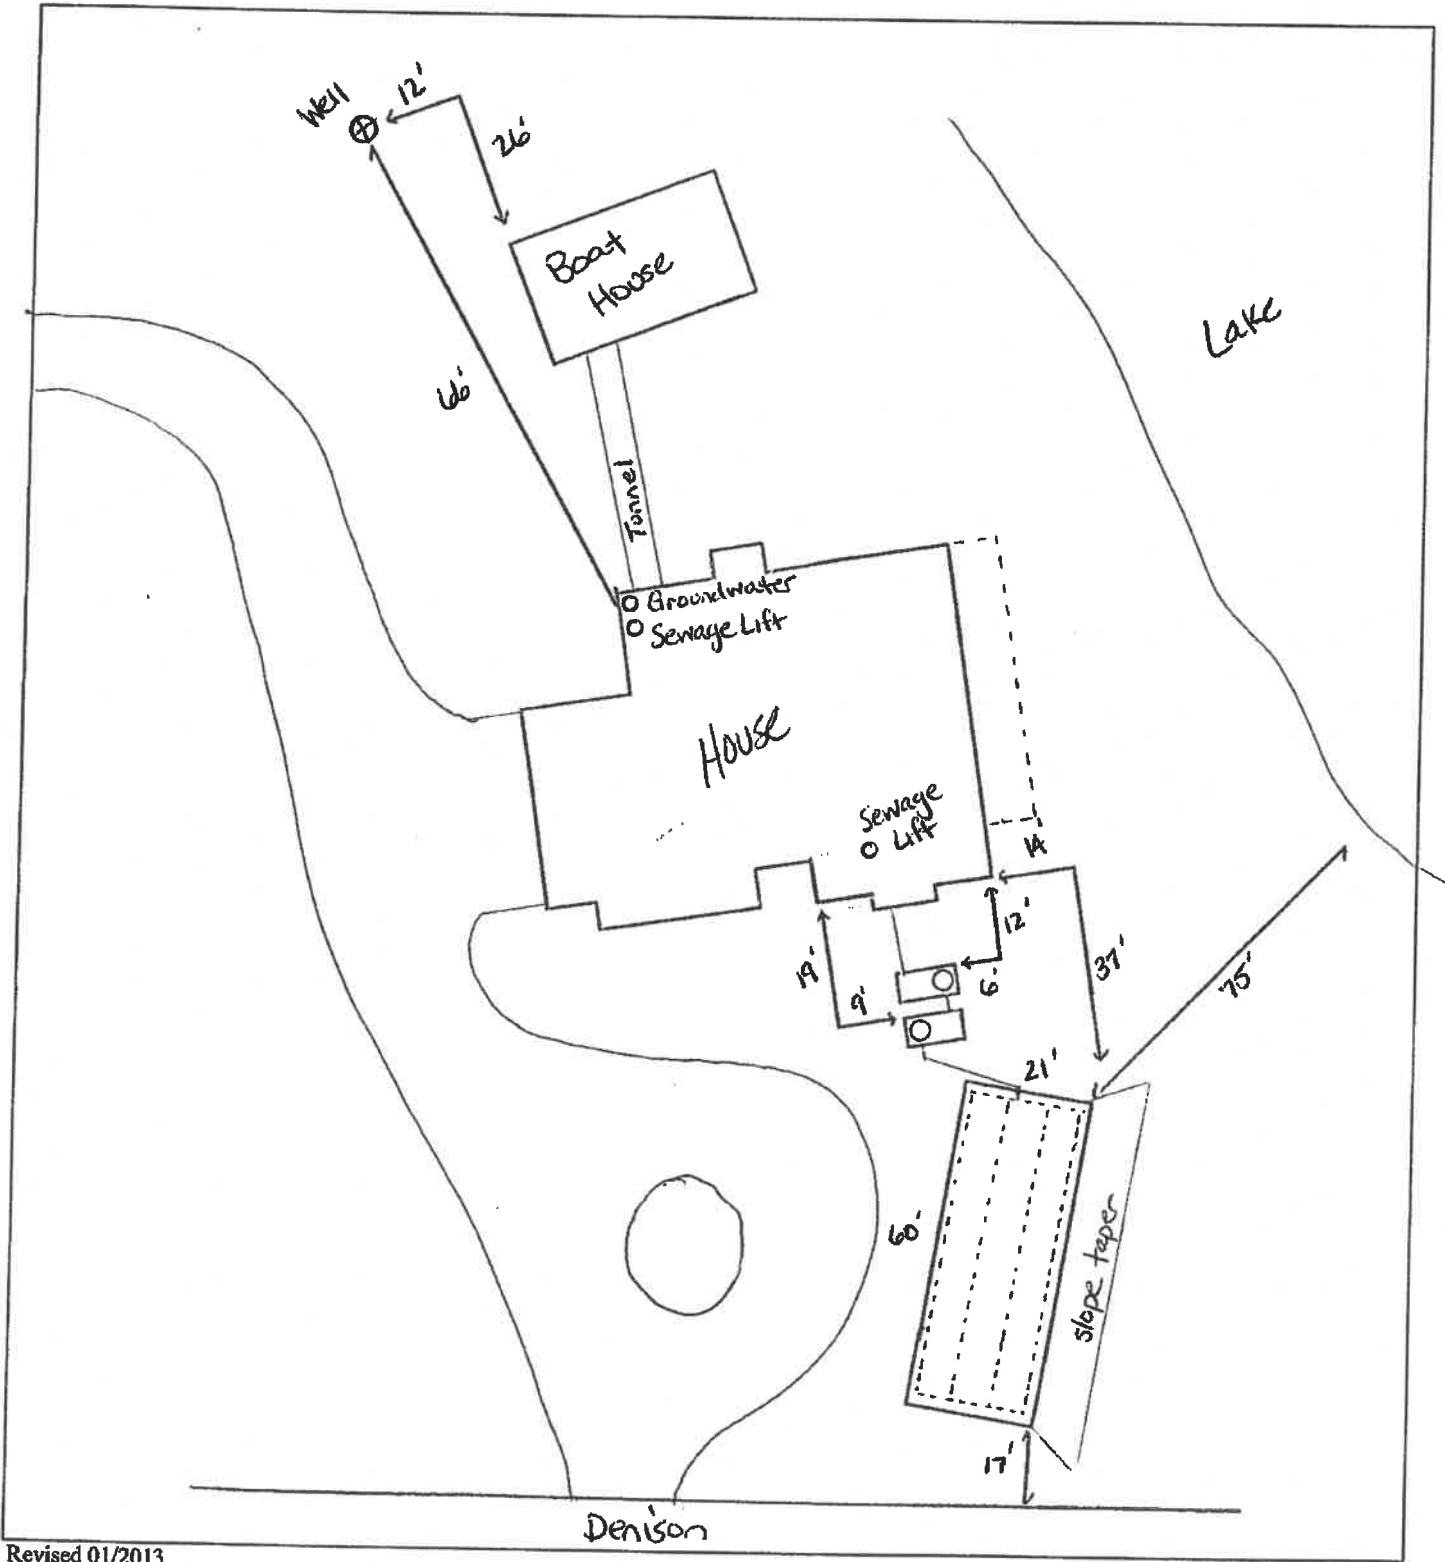 Well
12'
26'
Boat
House
Lake
66'
Tunnel
Groundwater
Sewage Lift
House
Sewage
Lift
14
12'
37'
19'
9'
6'
75'
21'
60'
slope taper
17'
Denison
Revised 01/2013